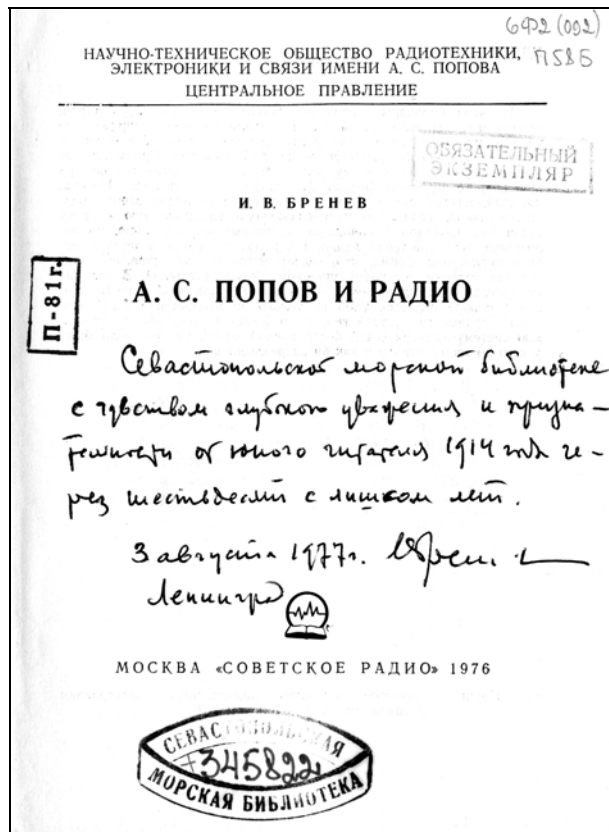 6Ф2(092)
П58Б
НАУЧНО-ТЕХНИЧЕСКОЕ ОБЩЕСТВО РАДИОТЕХНИКИ,
ЭЛЕКТРОНИКИ И СВЯЗИ ИМЕНИ А. С. ПОПОВА
ЦЕНТРАЛЬНОЕ ПРАВЛЕНИЕ
ОБЯЗАТЕЛЬНЫЙ
ЭКЗЕМПЛЯР
И. В. БРЕНЕВ
П-81г.
А. С. ПОПОВ И РАДИО
Севастопольской морской библиотеке
с чувством глубокого уважения и призна-
тельности от юного читателя 1914 года че-
рез шестьдесят с лишком лет.
3 августа 1977г.
Ленинград
МОСКВА «СОВЕТСКОЕ РАДИО» 1976
СЕВАСТОПОЛЬСКАЯ
345822
МОРСКАЯ БИБЛИОТЕКА